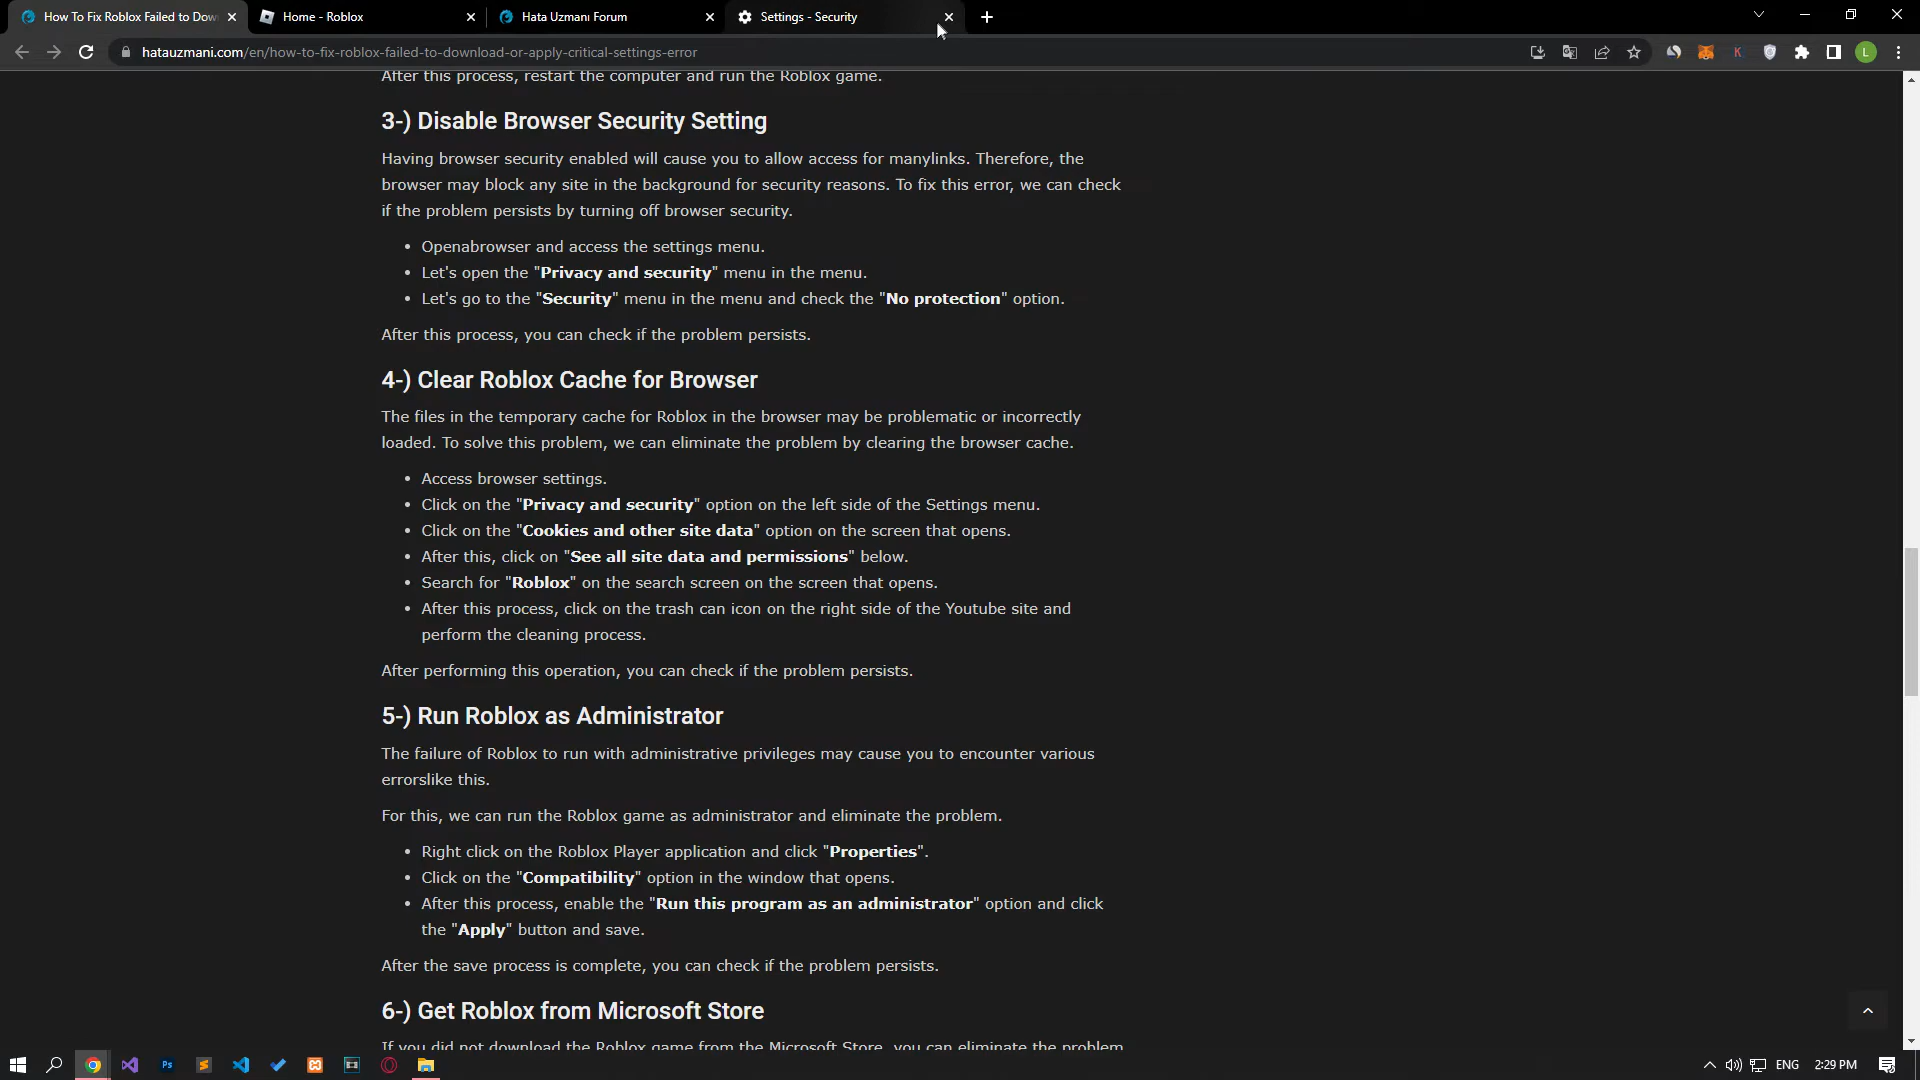 How To Fix Roblox Failed to Dow
Home - Roblox
Hata Uzmanı Forum
Settings - Security
hatauzmani.com/en/how-to-fix-roblox-failed-to-download-or-apply-critical-settings-error
K
L
After this process, restart the computer and run the Roblox game.
3-) Disable Browser Security Setting
Having browser security enabled will cause you to allow access for manylinks. Therefore, the
browser may block any site in the background for security reasons. To fix this error, we can check
if the problem persists by turning off browser security.
• Openabrowser and access the settings menu.
• Let's open the "Privacy and security" menu in the menu.
• Let's go to the "Security" menu in the menu and check the "No protection" option.
After this process, you can check if the problem persists.
4-) Clear Roblox Cache for Browser
The files in the temporary cache for Roblox in the browser may be problematic or incorrectly
loaded. To solve this problem, we can eliminate the problem by clearing the browser cache.
• Access browser settings.
• Click on the "Privacy and security" option on the left side of the Settings menu.
• Click on the "Cookies and other site data" option on the screen that opens.
• After this, click on "See all site data and permissions" below.
• Search for "Roblox" on the search screen on the screen that opens.
• After this process, click on the trash can icon on the right side of the Youtube site and
perform the cleaning process.
After performing this operation, you can check if the problem persists.
5-) Run Roblox as Administrator
The failure of Roblox to run with administrative privileges may cause you to encounter various
errorslike this.
For this, we can run the Roblox game as administrator and eliminate the problem.
• Right click on the Roblox Player application and click "Properties".
• Click on the "Compatibility" option in the window that opens.
• After this process, enable the "Run this program as an administrator" option and click
the "Apply" button and save.
After the save process is complete, you can check if the problem persists.
6-) Get Roblox from Microsoft Store
If you did not download the Roblox game from the Microsoft Store, you can eliminate the problem
Ps
ENG
2:29 PM